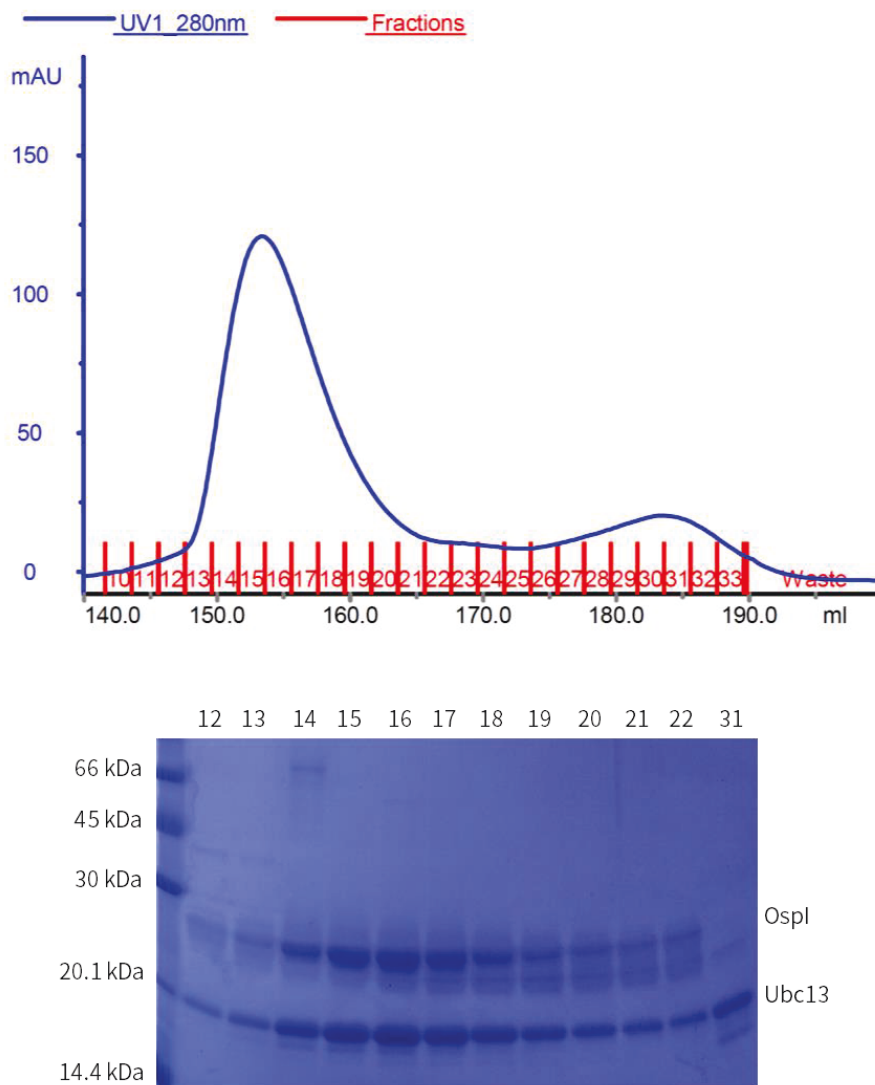 UV1_280nm Fractions
mAU
150
100
50
0
10 11 12 13 14 15 16 17 18 19 20 21 22 23 24 25 26 27 28 29 30 31 32 33 Waste
140.0 150.0 160.0 170.0 180.0 190.0 ml
12 13 14 15 16 17 18 19 20 21 22 31
66 kDa
45 kDa
30 kDa
OspI
20.1 kDa
Ubc13
14.4 kDa